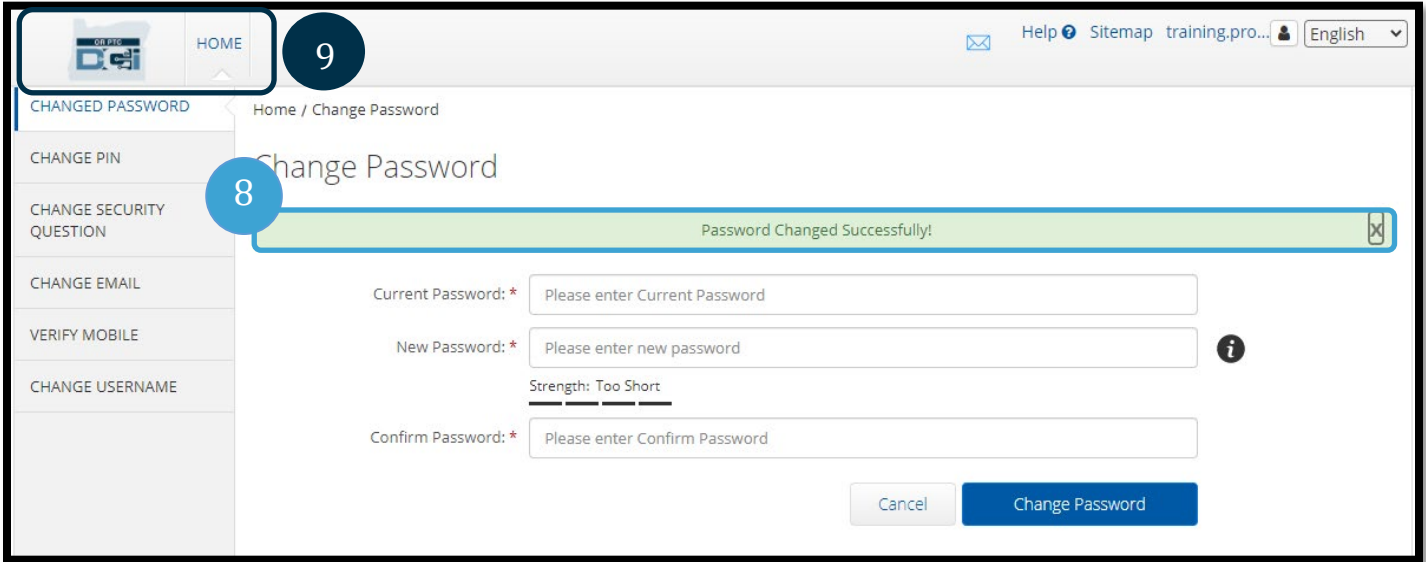 OR PTC
DCI
HOME
9
Help
Sitemap
training.pro...
English
CHANGED PASSWORD
CHANGE PIN
CHANGE SECURITY
QUESTION
CHANGE EMAIL
VERIFY MOBILE
CHANGE USERNAME
Home / Change Password
Change Password
8
Password Changed Successfully!
X
Current Password: *
Please enter Current Password
New Password: *
Please enter new password
i
Strength: Too Short
Confirm Password: *
Please enter Confirm Password
Cancel
Change Password